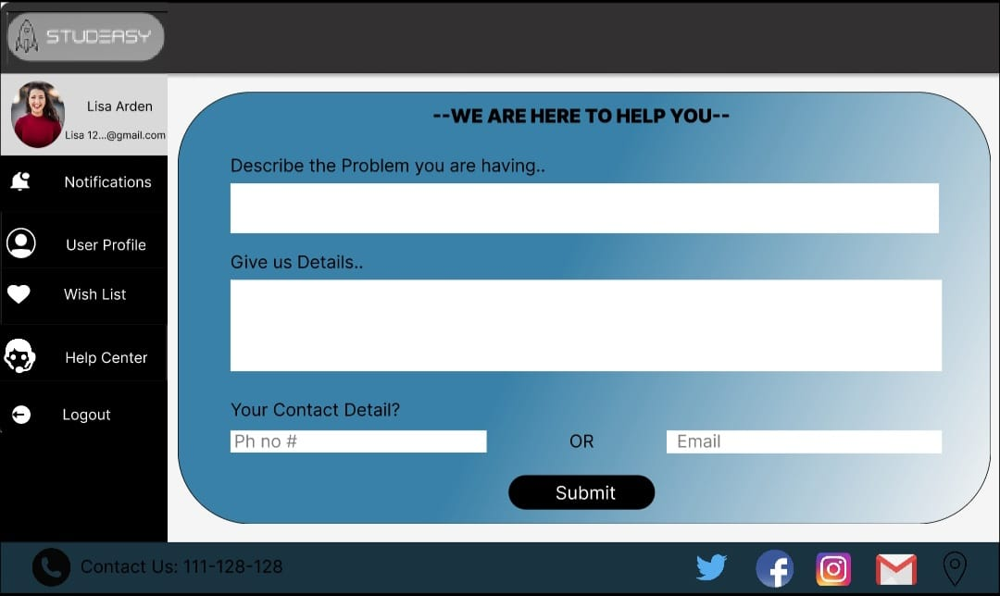 STUDEASY
Lisa Arden
Lisa 12...@gmail.com
Notifications
User Profile
Wish List
Help Center
Logout
--WE ARE HERE TO HELP YOU--
Describe the Problem you are having..
Give us Details..
Your Contact Detail?
Ph no #
OR
Email
Submit
Contact Us: 111-128-128